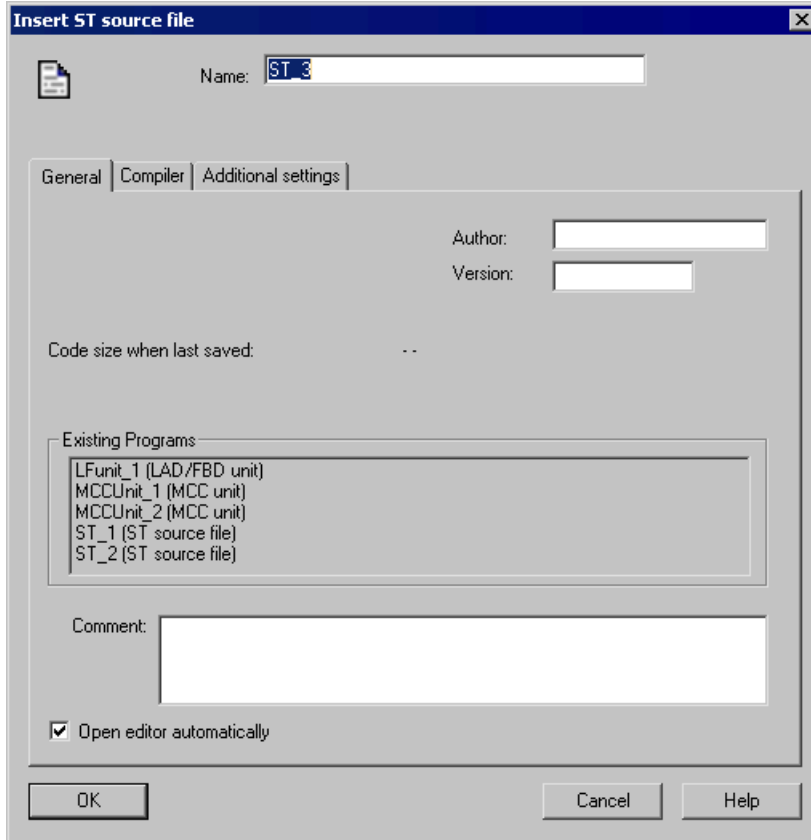 Insert ST source file
Name: ST_3
General Compiler Additional settings
Author:
Version:
Code size when last saved: - -
Existing Programs
LFunit_1 (LAD/FBD unit)
MCCUnit_1 (MCC unit)
MCCUnit_2 (MCC unit)
ST_1 (ST source file)
ST_2 (ST source file)
Comment:
Open editor automatically
OK Cancel Help